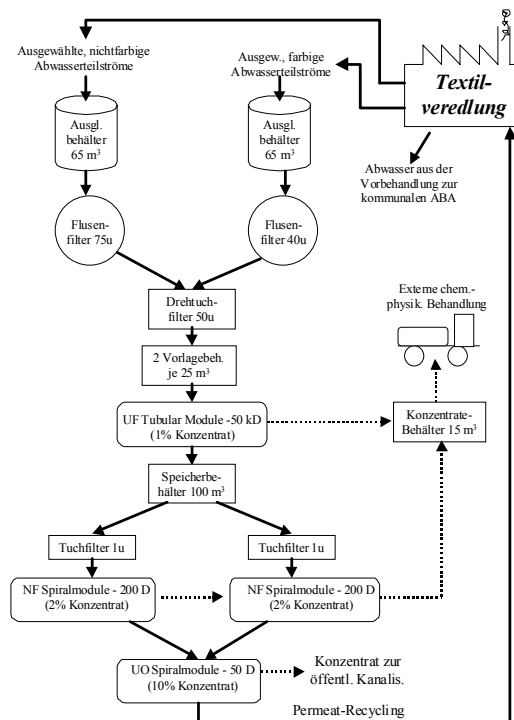 Ausgewählte, nichtfarbige
Abwasserteilströme
Ausgew., farbige
Abwasserteilströme
Textil-
veredlung
Ausgl.
behälter
65 m³
Ausgl.
behälter
65 m³
Abwasser aus der
Vorbehandlung zur
kommunalen ABA
Flusen-
filter 75u
Flusen-
filter 40u
Drehtuch-
filter 50u
Externe chem.-
physik. Behandlung
2 Vorlagebeh.
je 25 m³
UF Tubular Module -50 kD
(1% Konzentrat)
Konzentrate-
Behälter 15 m³
Speicherbe-
hälter 100 m³
Tuchfilter 1u
Tuchfilter 1u
NF Spiralmodule - 200 D
(2% Konzentrat)
NF Spiralmodule - 200 D
(2% Konzentrat)
UO Spiralmodule - 50 D
(10% Konzentrat)
Konzentrat zur
öffentl. Kanalis.
Permeat-Recycling